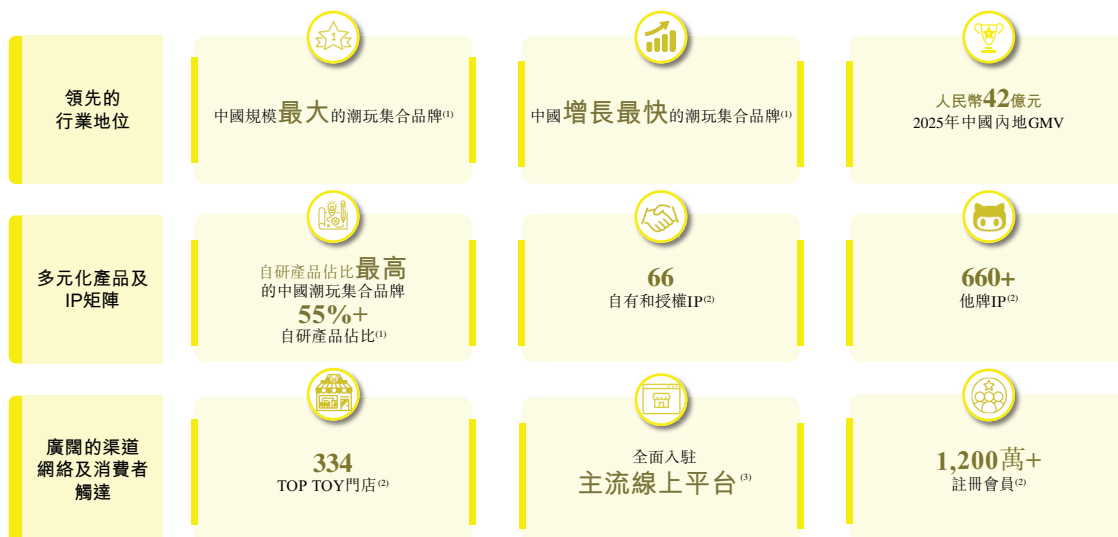 領先的
行業地位
1
中國規模最大的潮玩集合品牌(1)
中國增長最快的潮玩集合品牌(1)
人民幣42億元
2025年中國內地GMV
多元化產品及
IP矩陣
自研產品佔比最高
的中國潮玩集合品牌
55%+
自研產品佔比(1)
66
自有和授權IP(2)
660+
他牌IP(2)
廣闊的渠道
網絡及消費者
觸達
334
TOP TOY門店(2)
全面入駐
主流線上平台(3)
1,200萬+
註冊會員(2)